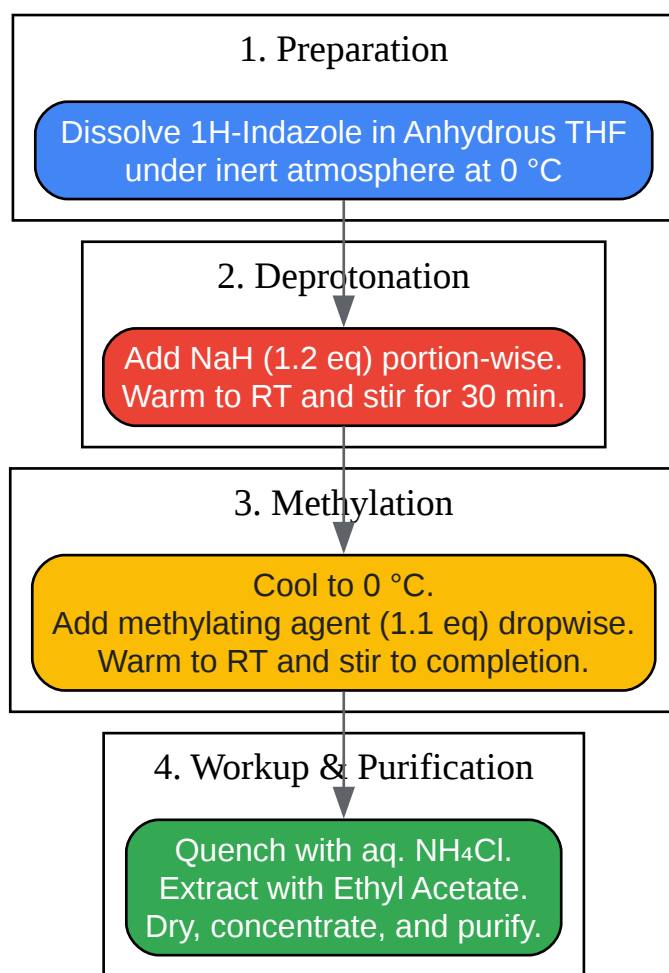 1. Preparation
Dissolve 1H-Indazole in Anhydrous THF
under inert atmosphere at 0 °C
2. Deprotonation
Add NaH (1.2 eq) portion-wise.
Warm to RT and stir for 30 min.
3. Methylation
Cool to 0 °C.
Add methylating agent (1.1 eq) dropwise.
Warm to RT and stir to completion.
4. Workup & Purification
Quench with aq. NH₄Cl.
Extract with Ethyl Acetate.
Dry, concentrate, and purify.